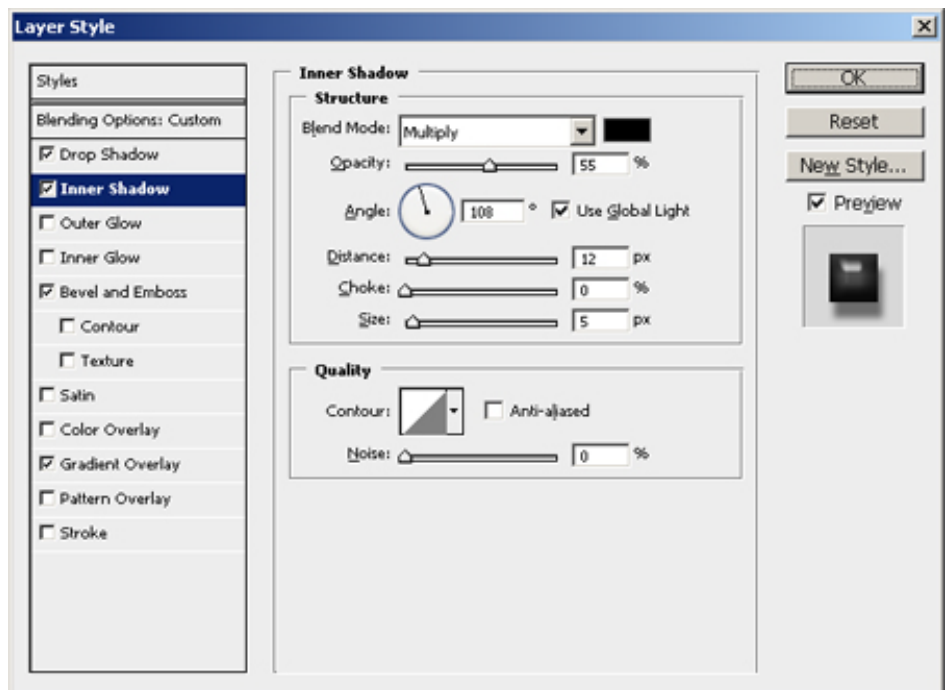 Layer Style
Styles
Blending Options: Custom
Drop Shadow
Inner Shadow
Outer Glow
Inner Glow
Bevel and Emboss
Contour
Texture
Satin
Color Overlay
Gradient Overlay
Pattern Overlay
Stroke
Inner Shadow
Structure
Blend Mode: Multiply
Opacity: 55 %
Angle: 108 ° Use Global Light
Distance: 12 px
Choke: 0 %
Size: 5 px
Quality
Contour: Anti-aliased
Noise: 0 %
OK
Reset
New Style...
Preview